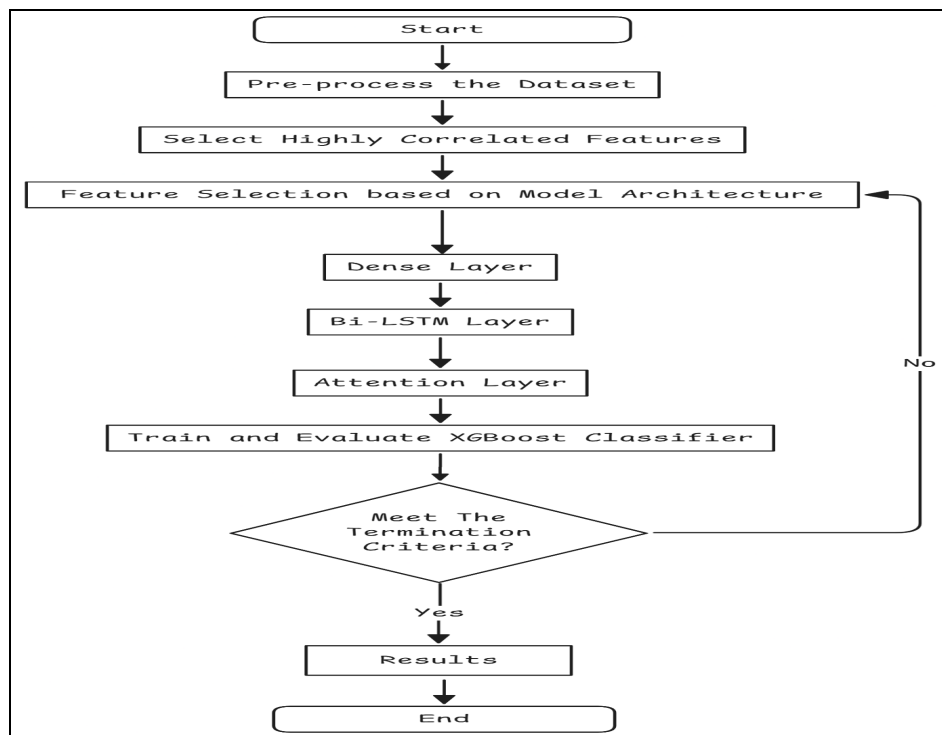 Start
Pre-process the Dataset
Select Highly Correlated Features
Feature Selection based on Model Architecture
Dense Layer
Bi-LSTM Layer
Attention Layer
Train and Evaluate XGBoost Classifier
Meet The
Termination
Criteria?
No
Yes
Results
End